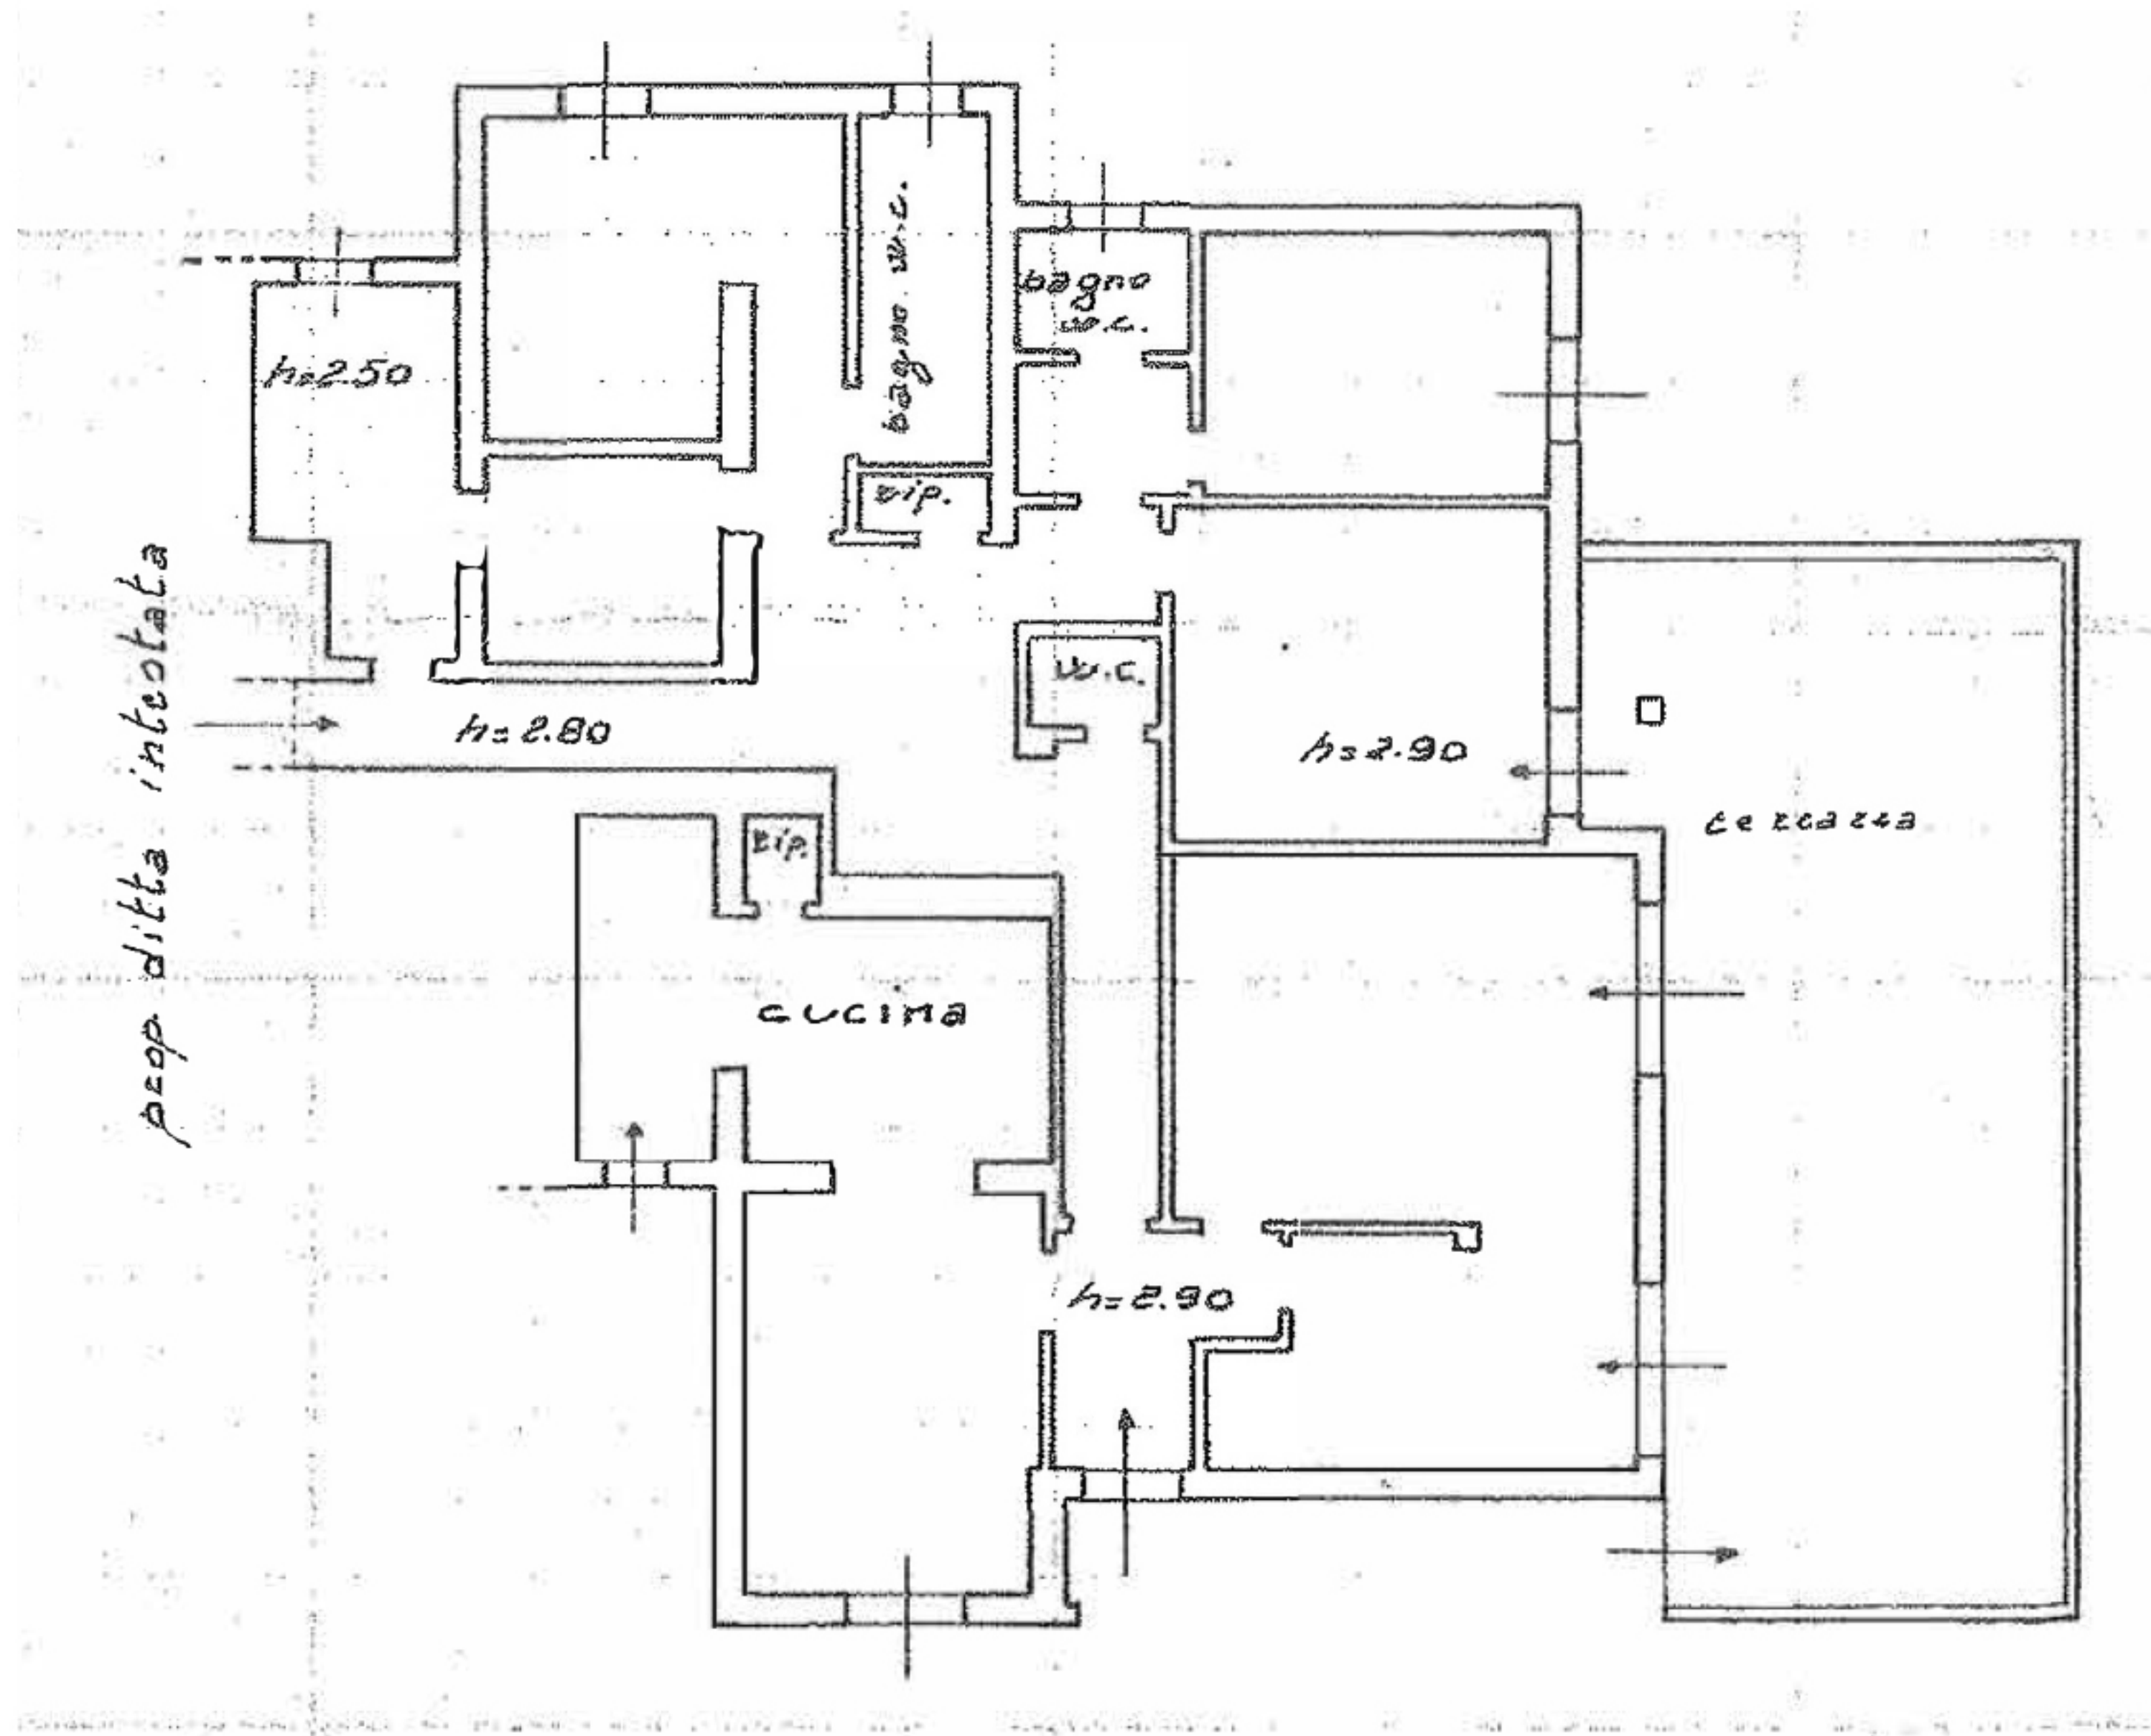 bagno w.c.
bagno
w.c.
h=2.50
rip.
w.c.
h=2.80
h=2.90
terrazza
rip.
cucina
h=2.90
prop. ditta intestata